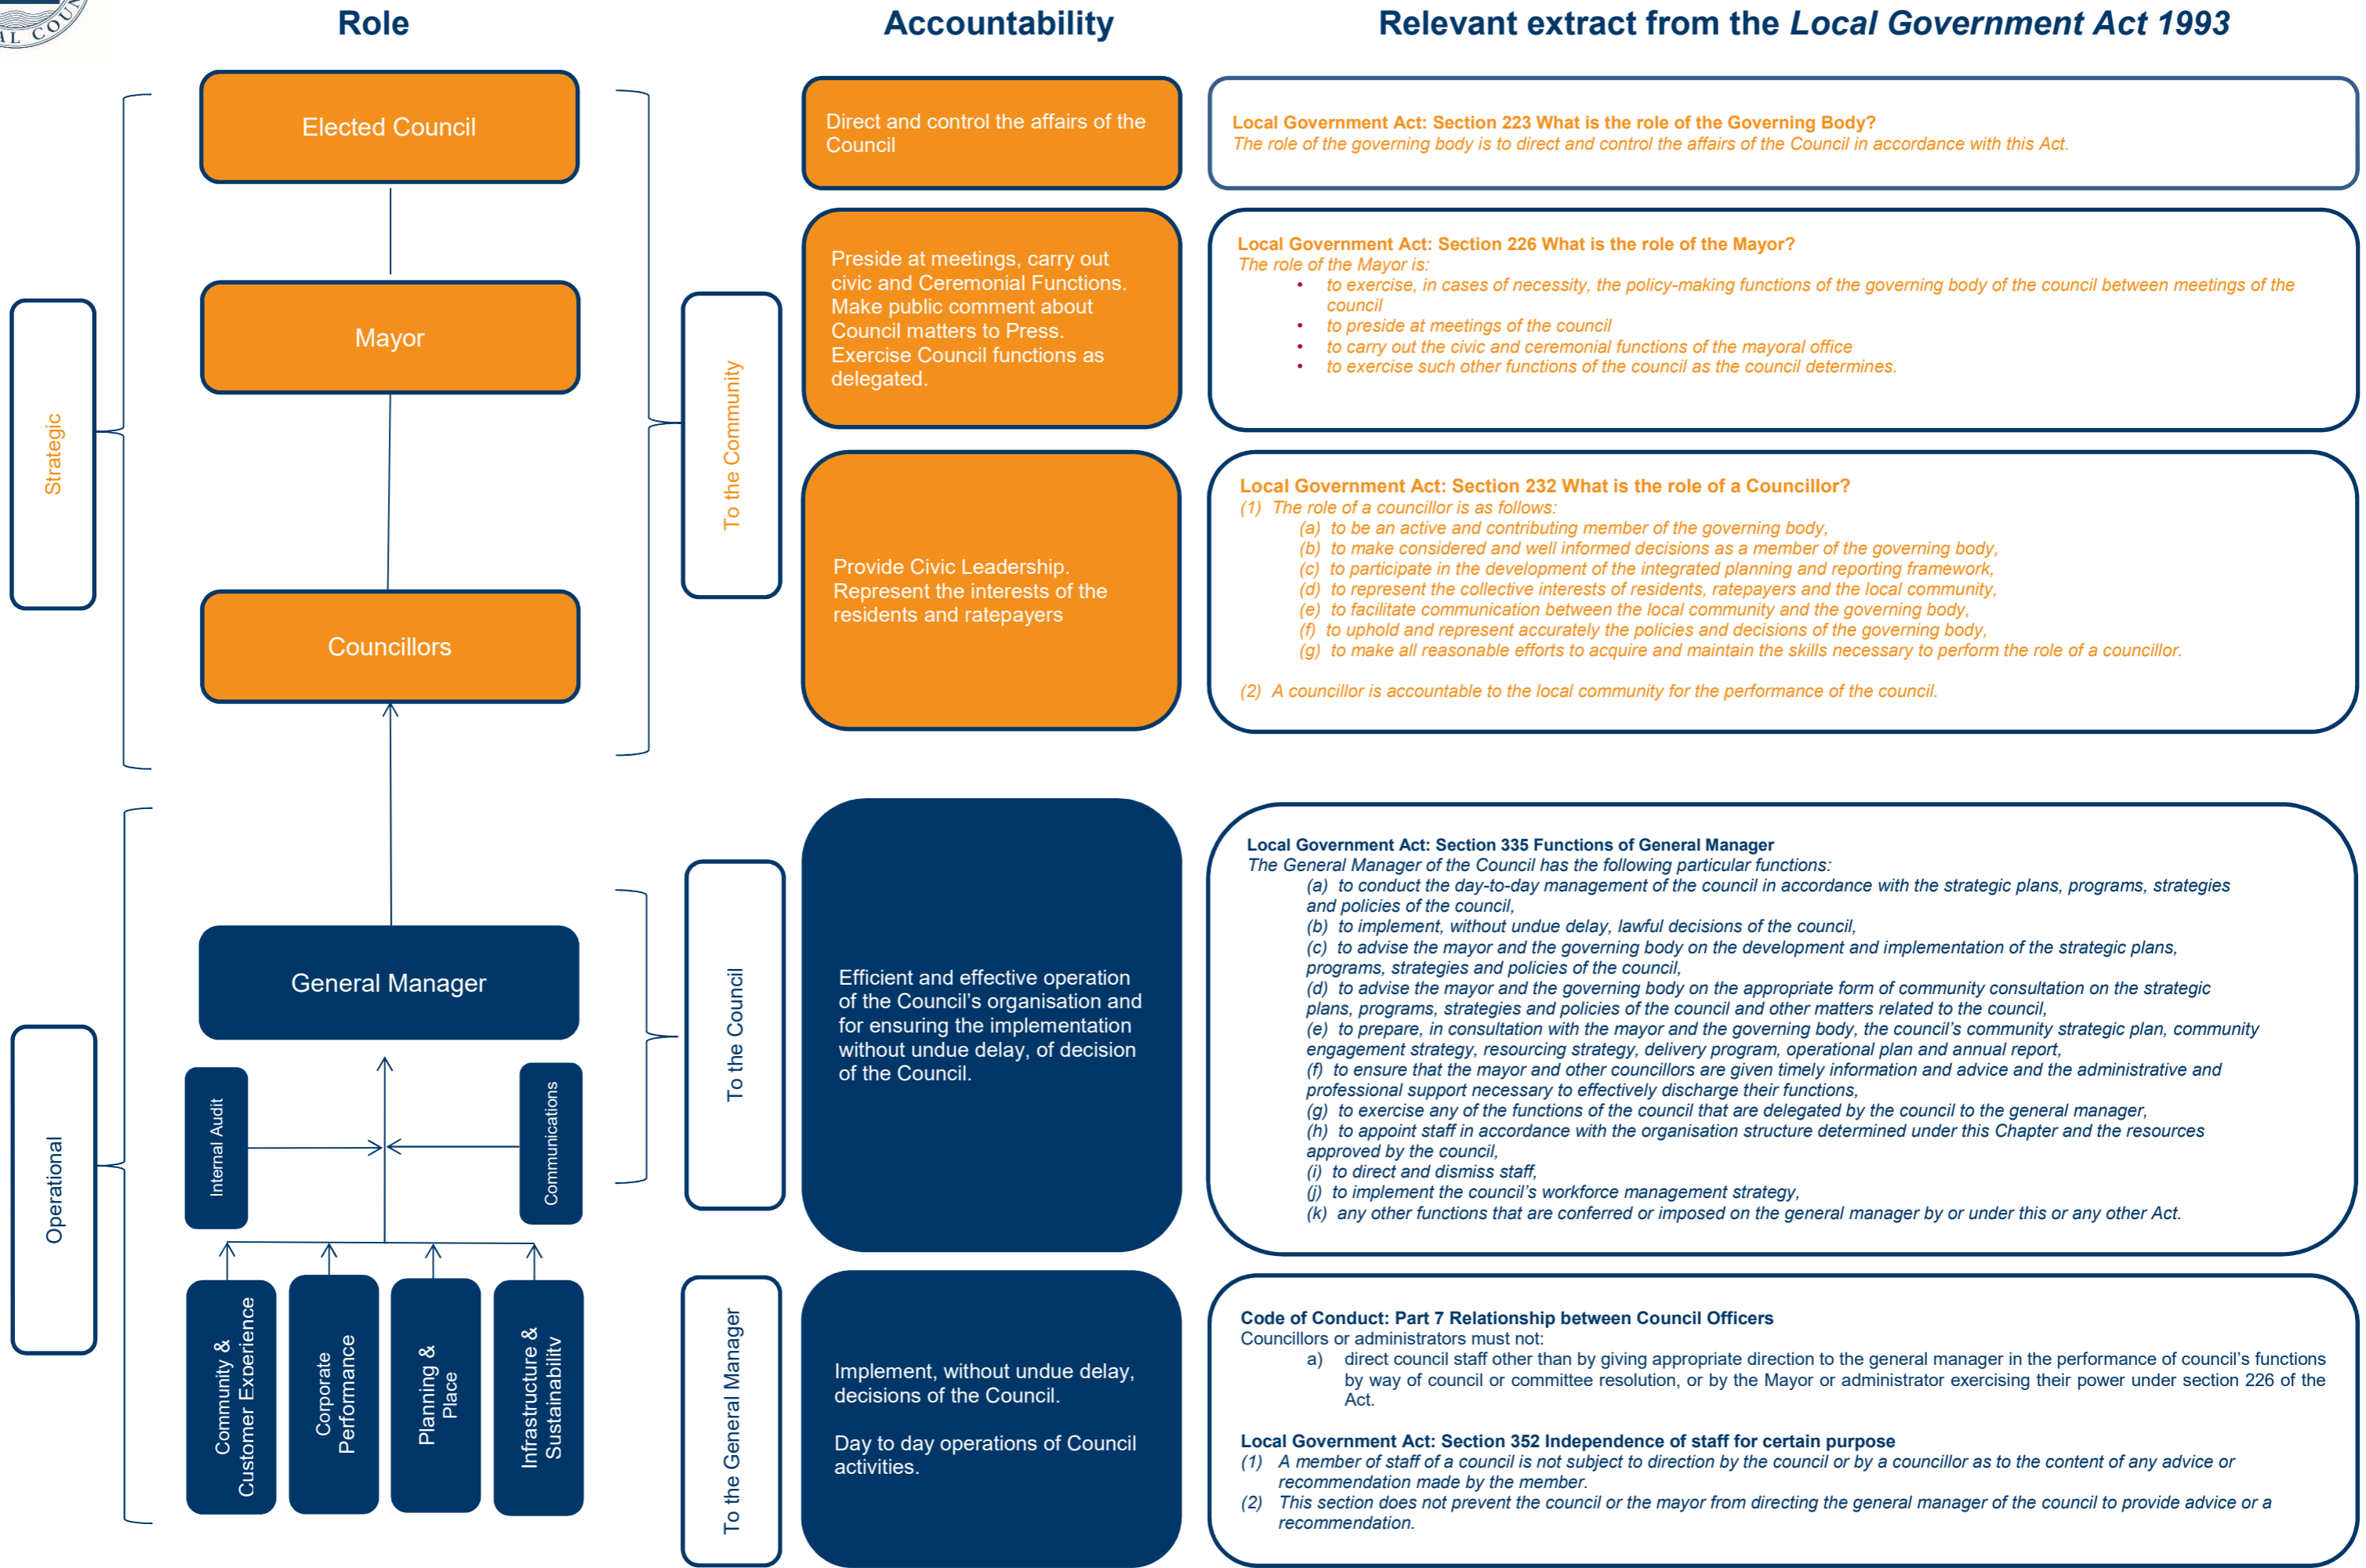 AL COUN
Role
Accountability
Relevant extract from the Local Government Act 1993
Strategic
Elected Council
Mayor
Councillors
To the Community
Direct and control the affairs of the
Council
Local Government Act: Section 223 What is the role of the Governing Body?
The role of the governing body is to direct and control the affairs of the Council in accordance with this Act.
Preside at meetings, carry out
civic and Ceremonial Functions.
Make public comment about
Council matters to Press.
Exercise Council functions as
delegated.
Local Government Act: Section 226 What is the role of the Mayor?
The role of the Mayor is:
• to exercise, in cases of necessity, the policy-making functions of the governing body of the council between meetings of the
council
• to preside at meetings of the council
• to carry out the civic and ceremonial functions of the mayoral office
• to exercise such other functions of the council as the council determines.
Provide Civic Leadership.
Represent the interests of the
residents and ratepayers
Local Government Act: Section 232 What is the role of a Councillor?
(1) The role of a councillor is as follows:
(a) to be an active and contributing member of the governing body,
(b) to make considered and well informed decisions as a member of the governing body,
(c) to participate in the development of the integrated planning and reporting framework,
(d) to represent the collective interests of residents, ratepayers and the local community,
(e) to facilitate communication between the local community and the governing body,
(f) to uphold and represent accurately the policies and decisions of the governing body,
(g) to make all reasonable efforts to acquire and maintain the skills necessary to perform the role of a councillor.
(2) A councillor is accountable to the local community for the performance of the council.
Operational
General Manager
Internal Audit
Communications
Community &
Customer Experience
Corporate
Performance
Planning &
Place
Infrastructure &
Sustainability
To the Council
Efficient and effective operation
of the Council's organisation and
for ensuring the implementation
without undue delay, of decision
of the Council.
Local Government Act: Section 335 Functions of General Manager
The General Manager of the Council has the following particular functions:
(a) to conduct the day-to-day management of the council in accordance with the strategic plans, programs, strategies
and policies of the council,
(b) to implement, without undue delay, lawful decisions of the council,
(c) to advise the mayor and the governing body on the development and implementation of the strategic plans,
programs, strategies and policies of the council,
(d) to advise the mayor and the governing body on the appropriate form of community consultation on the strategic
plans, programs, strategies and policies of the council and other matters related to the council,
(e) to prepare, in consultation with the mayor and the governing body, the council's community strategic plan, community
engagement strategy, resourcing strategy, delivery program, operational plan and annual report,
(f) to ensure that the mayor and other councillors are given timely information and advice and the administrative and
professional support necessary to effectively discharge their functions,
(g) to exercise any of the functions of the council that are delegated by the council to the general manager,
(h) to appoint staff in accordance with the organisation structure determined under this Chapter and the resources
approved by the council,
(i) to direct and dismiss staff,
(j) to implement the council's workforce management strategy,
(k) any other functions that are conferred or imposed on the general manager by or under this or any other Act.
To the General Manager
Implement, without undue delay,
decisions of the Council.
Day to day operations of Council
activities.
Code of Conduct: Part 7 Relationship between Council Officers
Councillors or administrators must not:
a) direct council staff other than by giving appropriate direction to the general manager in the performance of council's functions
by way of council or committee resolution, or by the Mayor or administrator exercising their power under section 226 of the
Act.
Local Government Act: Section 352 Independence of staff for certain purpose
(1) A member of staff of a council is not subject to direction by the council or by a councillor as to the content of any advice or
recommendation made by the member.
(2) This section does not prevent the council or the mayor from directing the general manager of the council to provide advice or a
recommendation.